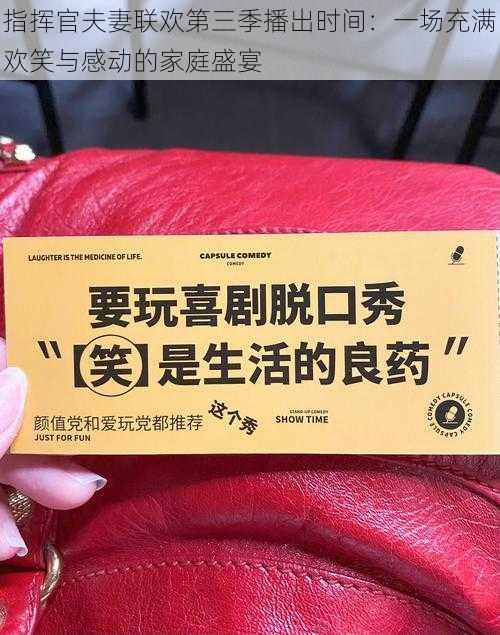 指挥官夫妻联欢第三季播出时间：一场充满
欢笑与感动的家庭盛宴
LAUGHTER IS THE MEDICINE OF LIFE.
CAPSULE COMEDY
COMEDY
要玩喜剧脱口秀
“【笑】是生活的良药”
颜值党和爱玩党都推荐
这个秀
JUST FOR FUN
STAND-UP COMEDY
SHOW TIME
CAPSULE COMEDY
CAPSULE COMEDY